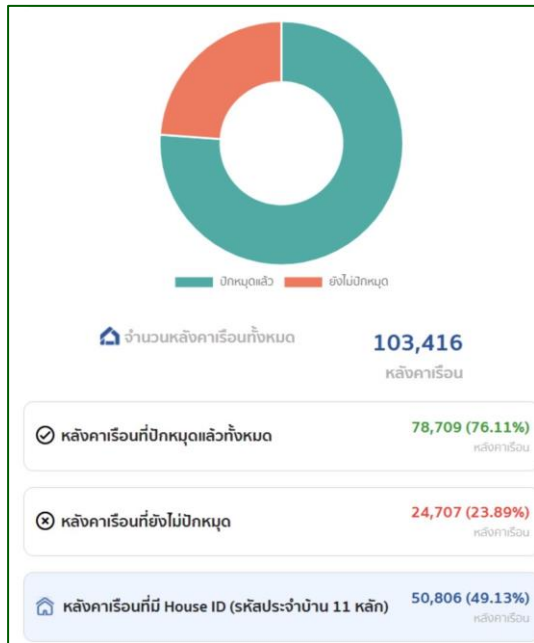 ปักหมุดแล้ว ยังไม่ปักหมุด
จำนวนหลังคาเรือนทั้งหมด 103,416
หลังคาเรือน
หลังคาเรือนที่ปักหมุดแล้วทั้งหมด 78,709 (76.11%)
หลังคาเรือน
หลังคาเรือนที่ยังไม่ปักหมุด 24,707 (23.89%)
หลังคาเรือน
หลังคาเรือนที่มี House ID (รหัสประจำบ้าน 11 หลัก) 50,806 (49.13%)
หลังคาเรือน